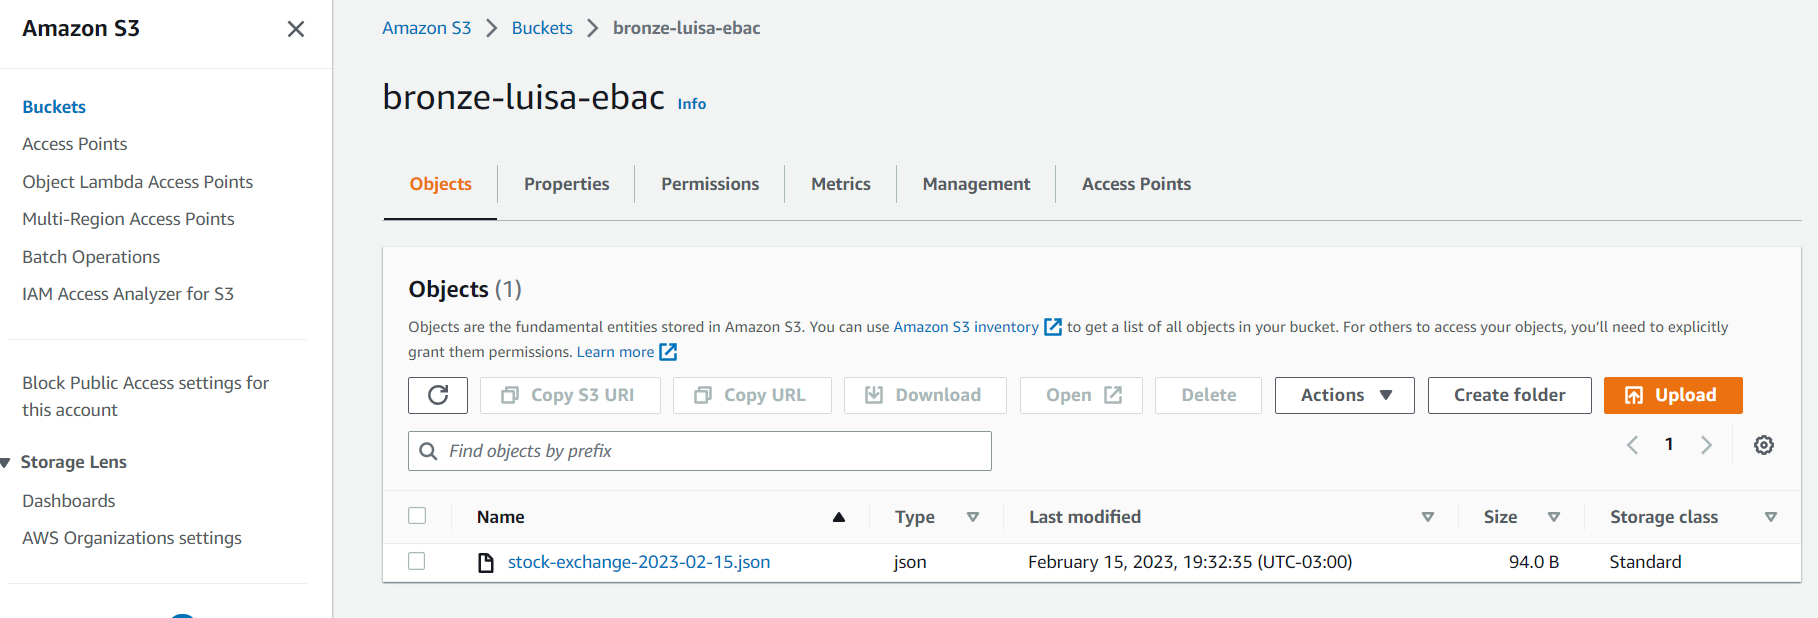 Amazon S3
Buckets
Access Points
Object Lambda Access Points
Multi-Region Access Points
Batch Operations
IAM Access Analyzer for S3
Block Public Access settings for
this account
Storage Lens
Dashboards
AWS Organizations settings
Amazon S3 Buckets bronze-luisa-ebac
bronze-luisa-ebac Info
Objects Properties Permissions Metrics Management Access Points
Objects (1)
Objects are the fundamental entities stored in Amazon S3. You can use Amazon S3 inventory to get a list of all objects in your bucket. For others to access your objects, you'll need to explicitly
grant them permissions. Learn more
Copy S3 URI Copy URL Download Open Delete Actions Create folder Upload
Find objects by prefix 1
Name Type Last modified Size Storage class
stock-exchange-2023-02-15.json json February 15, 2023, 19:32:35 (UTC-03:00) 94.0 B Standard